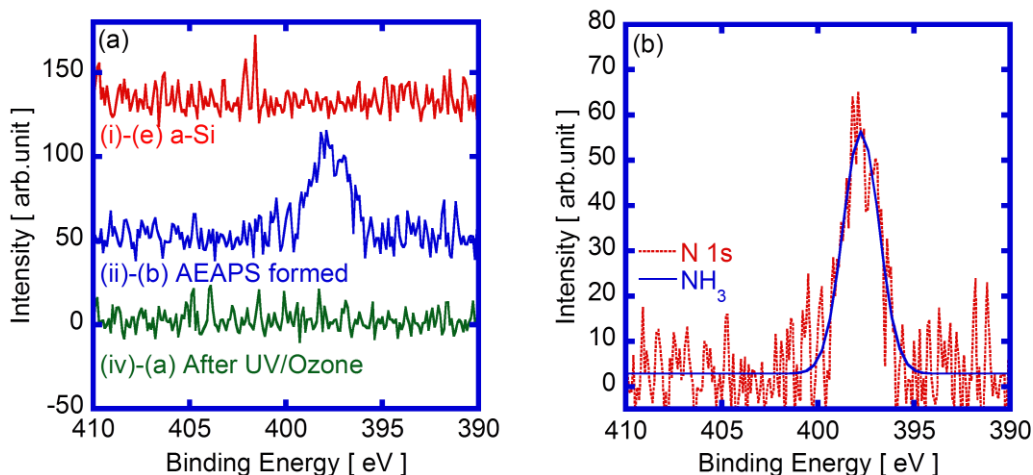 (a)
Intensity [ arb.unit ]
150
100
50
0
-50
(i)-(e) a-Si
(ii)-(b) AEAPS formed
(iv)-(a) After UV/Ozone
410 405 400 395 390
Binding Energy [ eV ]
(b)
Intensity [ arb.unit ]
80
70
60
50
40
30
20
10
0
N 1s
NH₃
410 405 400 395 390
Binding Energy [ eV ]